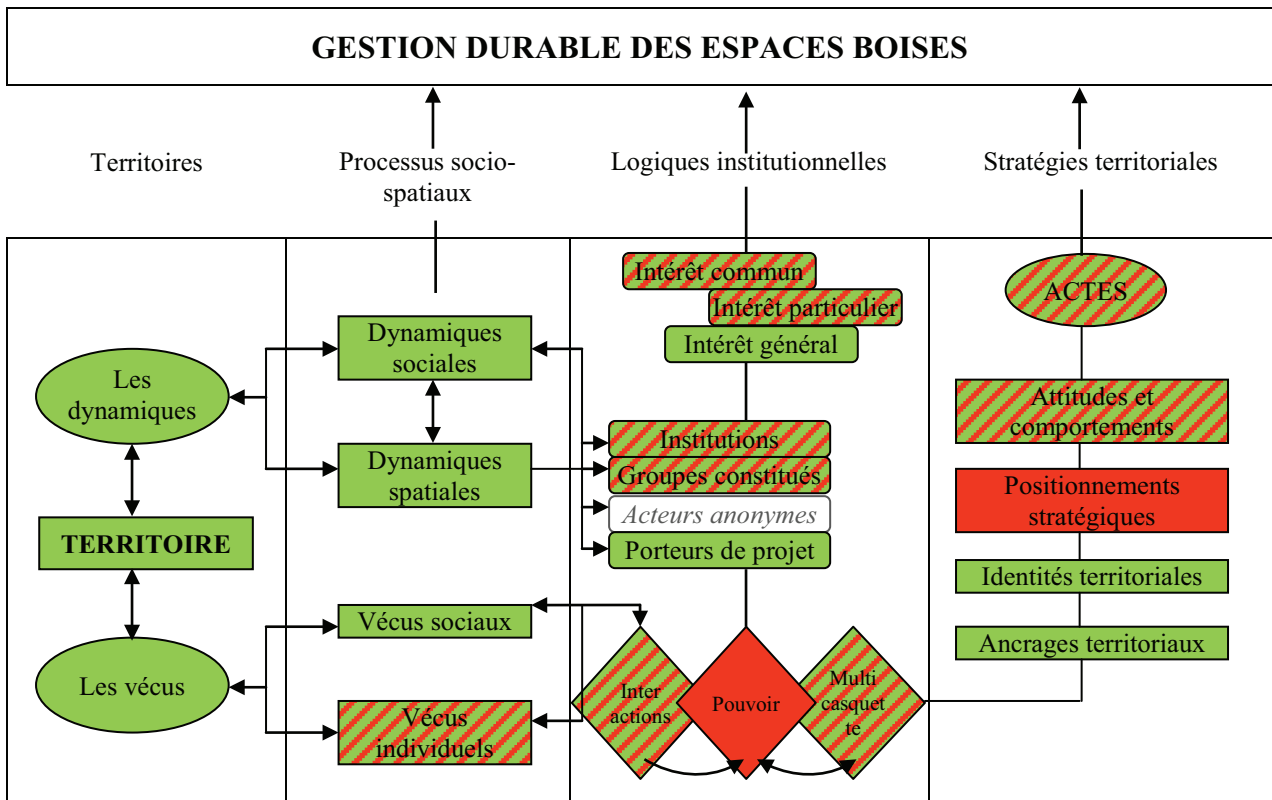 GESTION DURABLE DES ESPACES BOISES
Territoires
Processus socio-
spatiaux
Logiques institutionnelles
Stratégies territoriales
Les
dynamiques
TERRITOIRE
Les vécus
Dynamiques
sociales
Dynamiques
spatiales
Vécus sociaux
Vécus
individuels
Intérêt commun
Intérêt particulier
Intérêt général
Institutions
Groupes constitués
Acteurs anonymes
Porteurs de projet
Inter
actions
Pouvoir
Multi
casquet
te
ACTES
Attitudes et
comportements
Positionnements
stratégiques
Identités territoriales
Ancrages territoriaux